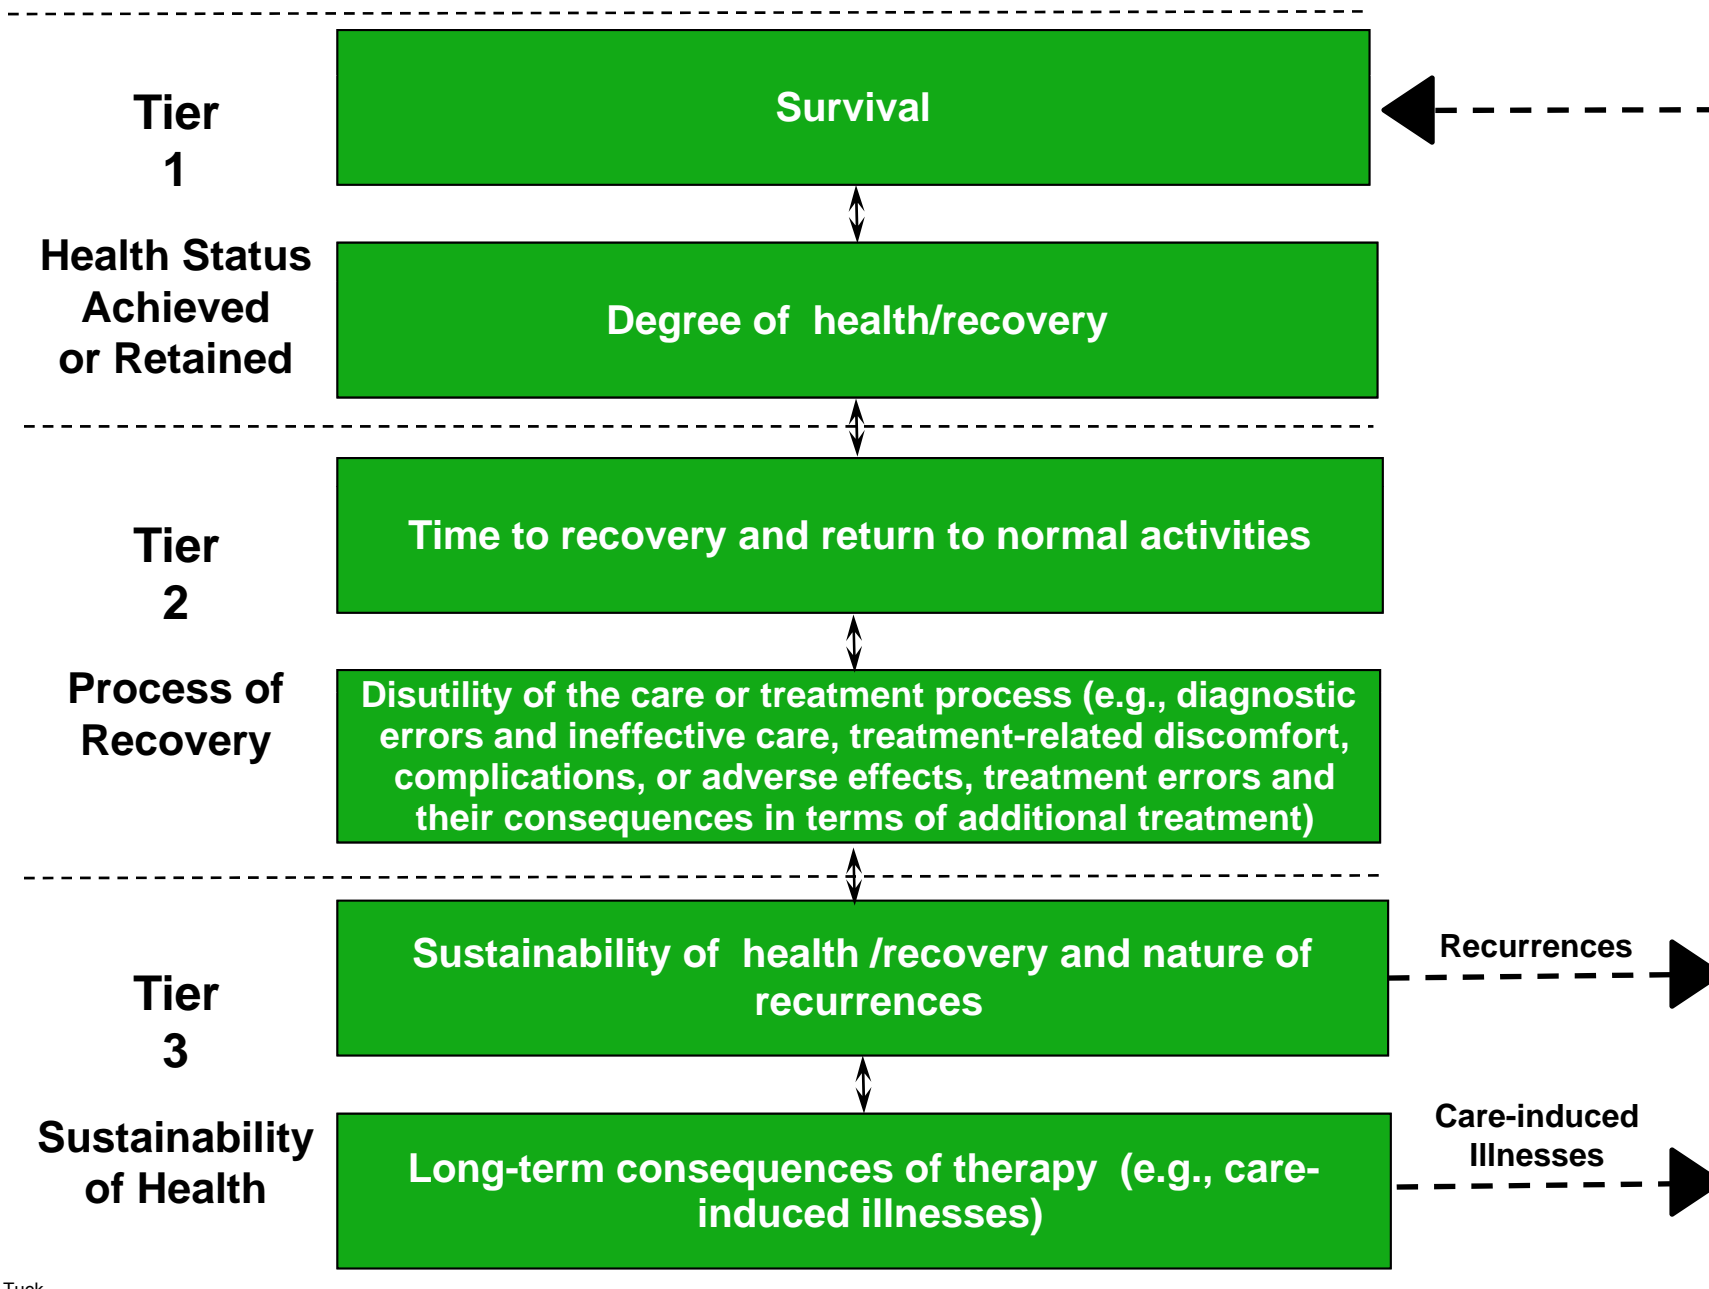 Tier
1
Survival
Health Status
Achieved
or Retained
Degree of health/recovery
Tier
2
Time to recovery and return to normal activities
Process of
Recovery
Disutility of the care or treatment process (e.g., diagnostic
errors and ineffective care, treatment-related discomfort,
complications, or adverse effects, treatment errors and
their consequences in terms of additional treatment)
Tier
3
Sustainability of health /recovery and nature of
recurrences
Recurrences
Sustainability
of Health
Long-term consequences of therapy (e.g., care-
induced illnesses)
Care-induced
Illnesses